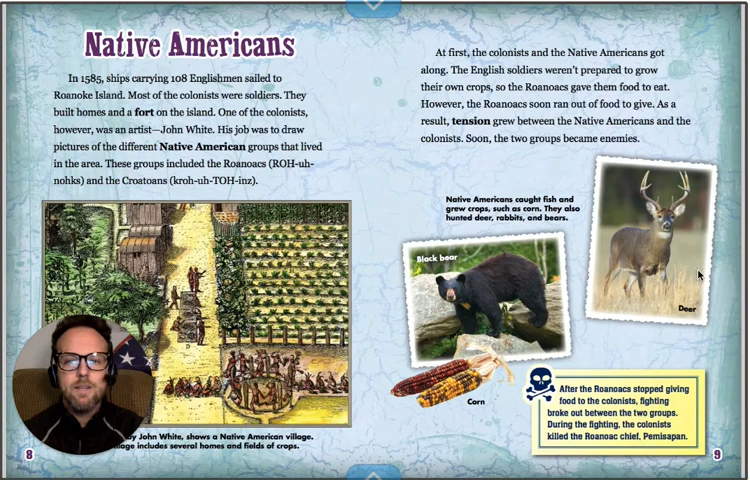 Native Americans
In 1585, ships carrying 108 Englishmen sailed to
Roanoke Island. Most of the colonists were soldiers. They
built homes and a fort on the island. One of the colonists,
however, was an artist—John White. His job was to draw
pictures of the different Native American groups that lived
in the area. These groups included the Roanoacs (ROH-uh-
nohks) and the Croatoans (kroh-uh-TOH-inz).
by John White, shows a Native American village.
includes several homes and fields of crops.
8
At first, the colonists and the Native Americans got
along. The English soldiers weren't prepared to grow
their own crops, so the Roanoacs gave them food to eat.
However, the Roanoacs soon ran out of food to give. As a
result, tension grew between the Native Americans and the
colonists. Soon, the two groups became enemies.
Native Americans caught fish and
grew crops, such as corn. They also
hunted deer, rabbits, and bears.
Black bear
Deer
Corn
After the Roanoacs stopped giving
food to the colonists, fighting
broke out between the two groups.
During the fighting, the colonists
killed the Roanoac chief, Pemisapan.
9